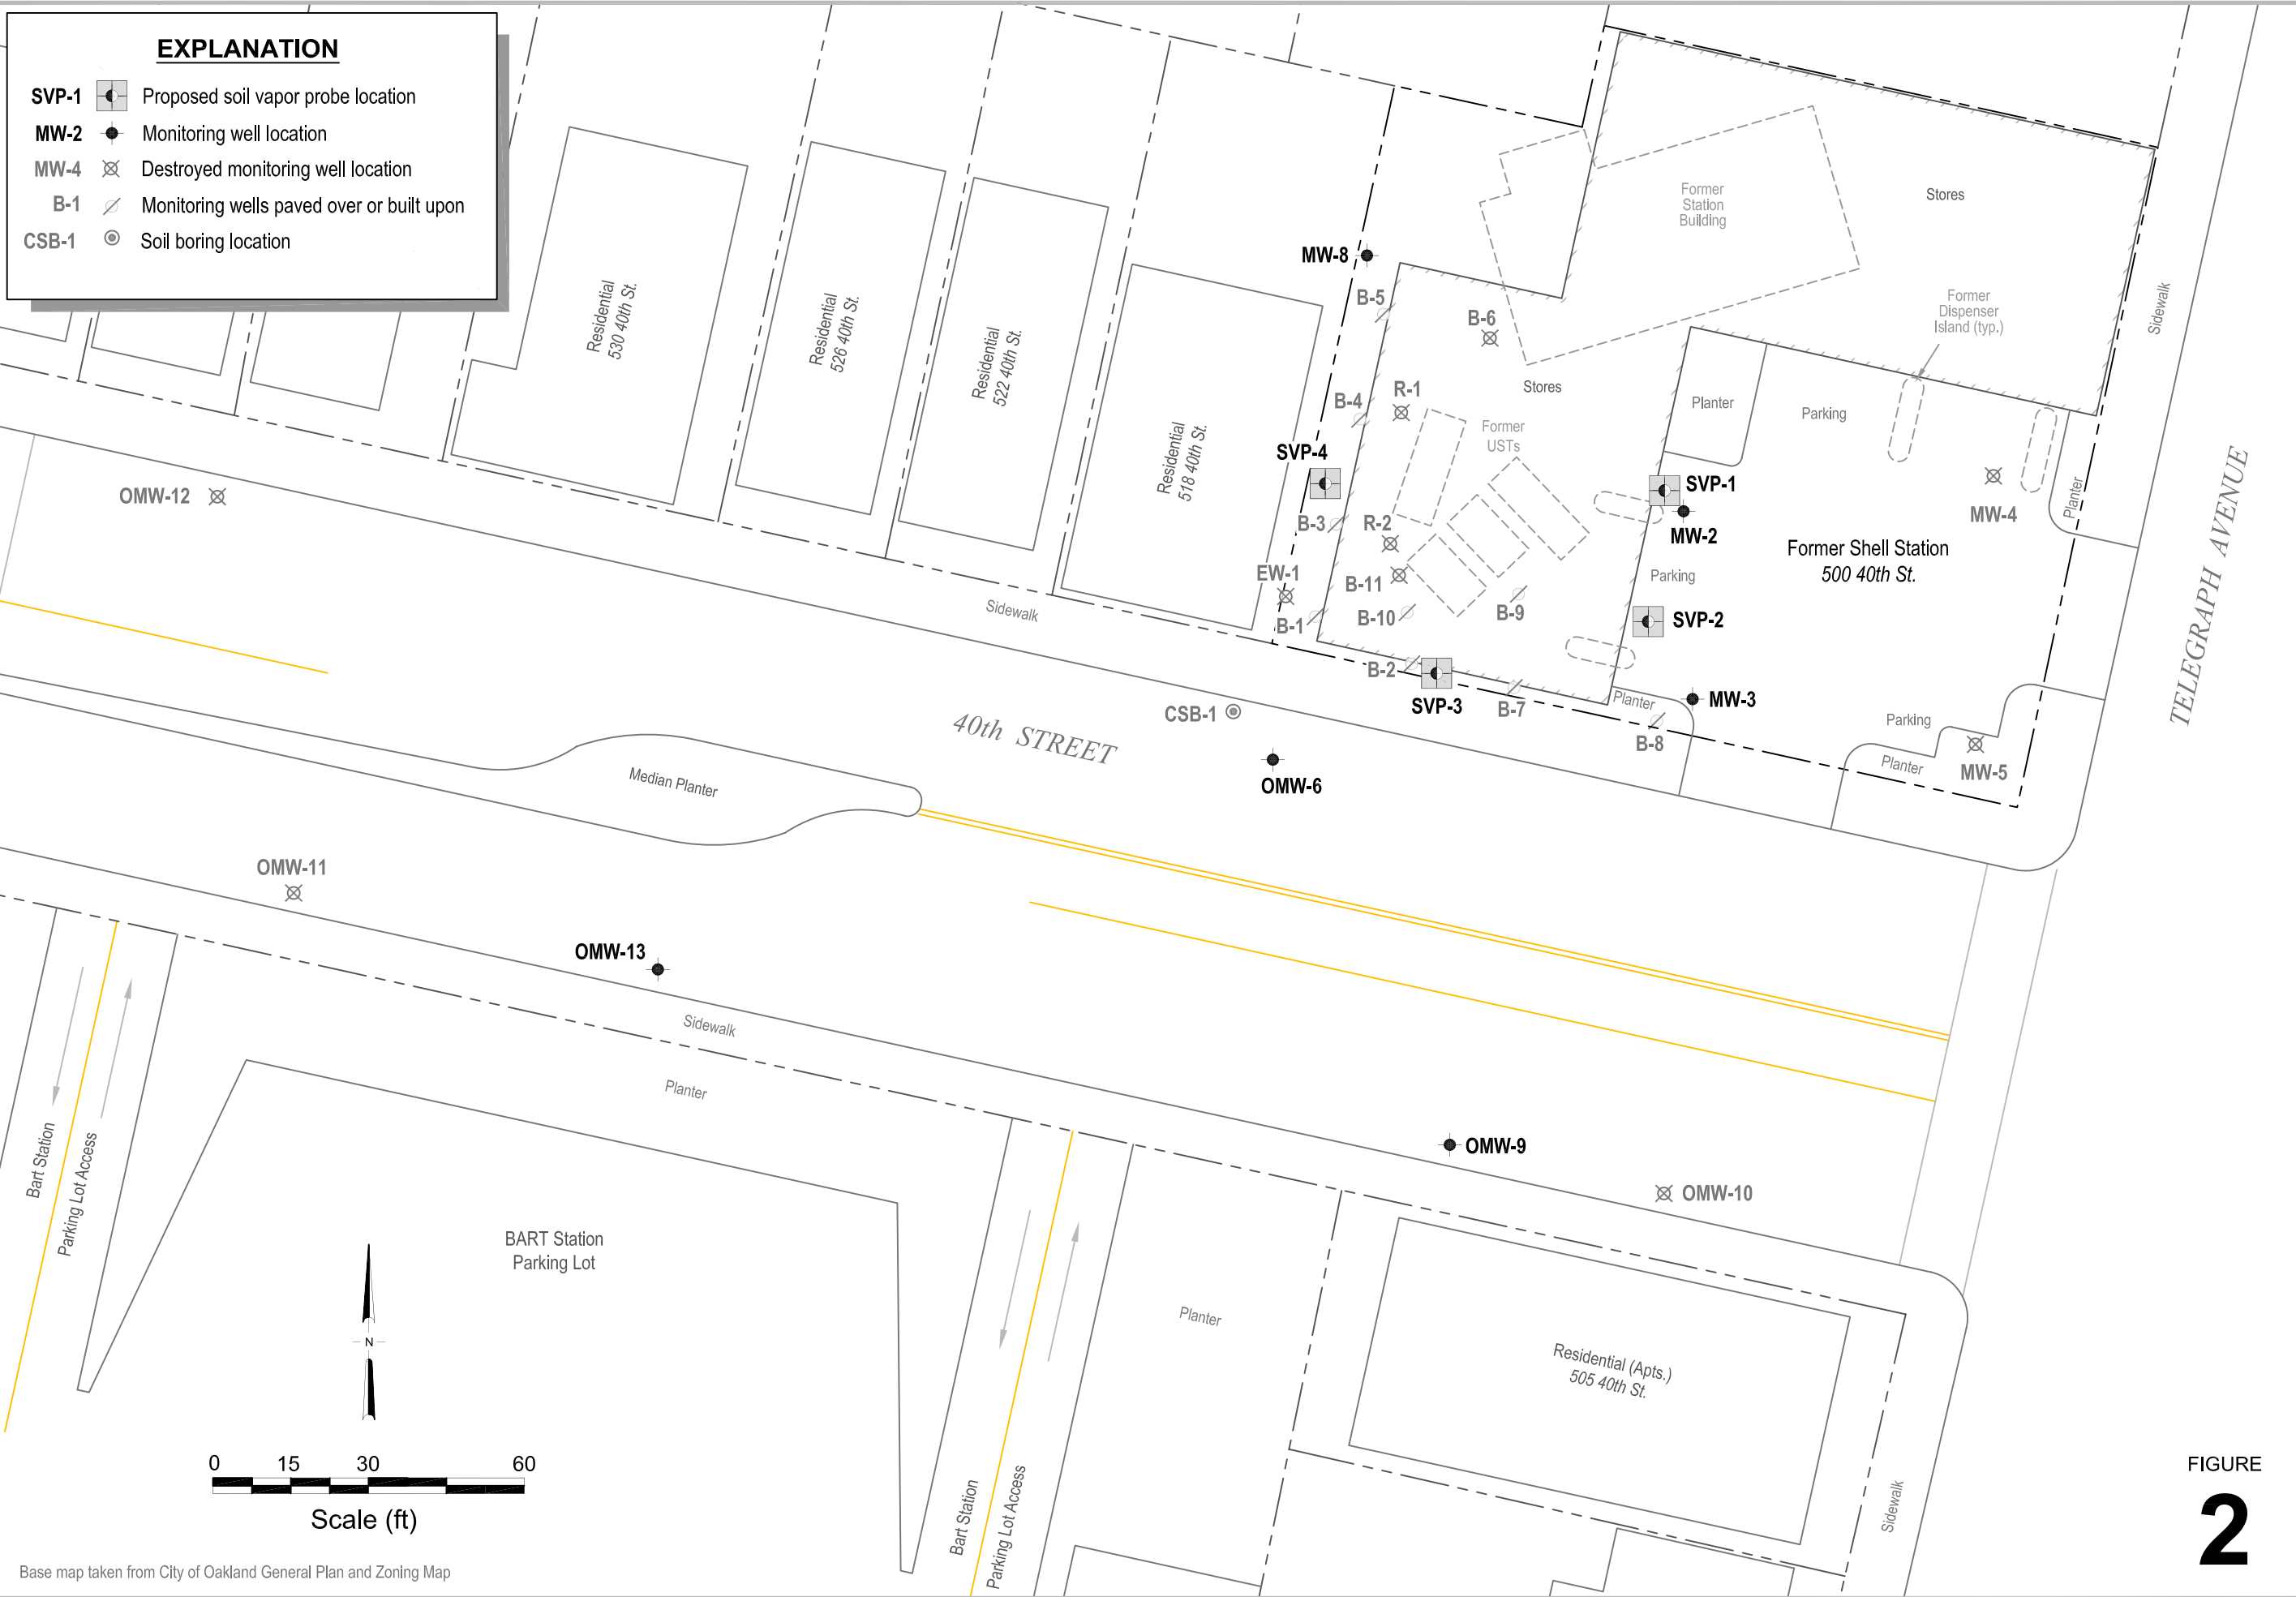 EXPLANATION
SVP-1 Proposed soil vapor probe location
MW-2 Monitoring well location
MW-4 Destroyed monitoring well location
B-1 Monitoring wells paved over or built upon
CSB-1 Soil boring location
Residential
530 40th St.
Residential
526 40th St.
Residential
522 40th St.
Residential
518 40th St.
Former
Station
Building
Stores
Sidewalk
MW-8
B-5
B-6
Former
Dispenser
Island (typ.)
Stores
B-4
R-1
Planter
Parking
Former
USTs
SVP-4
SVP-1
MW-2
MW-4
Planter
TELEGRAPH AVENUE
OMW-12
B-3
R-2
Former Shell Station
500 40th St.
EW-1
B-11
Parking
B-1
B-10
B-9
SVP-2
Sidewalk
B-2
SVP-3
B-7
Planter
MW-3
B-8
Parking
Planter
MW-5
CSB-1
40th STREET
OMW-6
Median Planter
OMW-11
OMW-13
Sidewalk
Planter
OMW-9
OMW-10
Bart Station
Parking Lot Access
BART Station
Parking Lot
N
Planter
Residential (Apts.)
505 40th St.
Bart Station
Parking Lot Access
Sidewalk
0 15 30 60
Scale (ft)
Base map taken from City of Oakland General Plan and Zoning Map
FIGURE
2